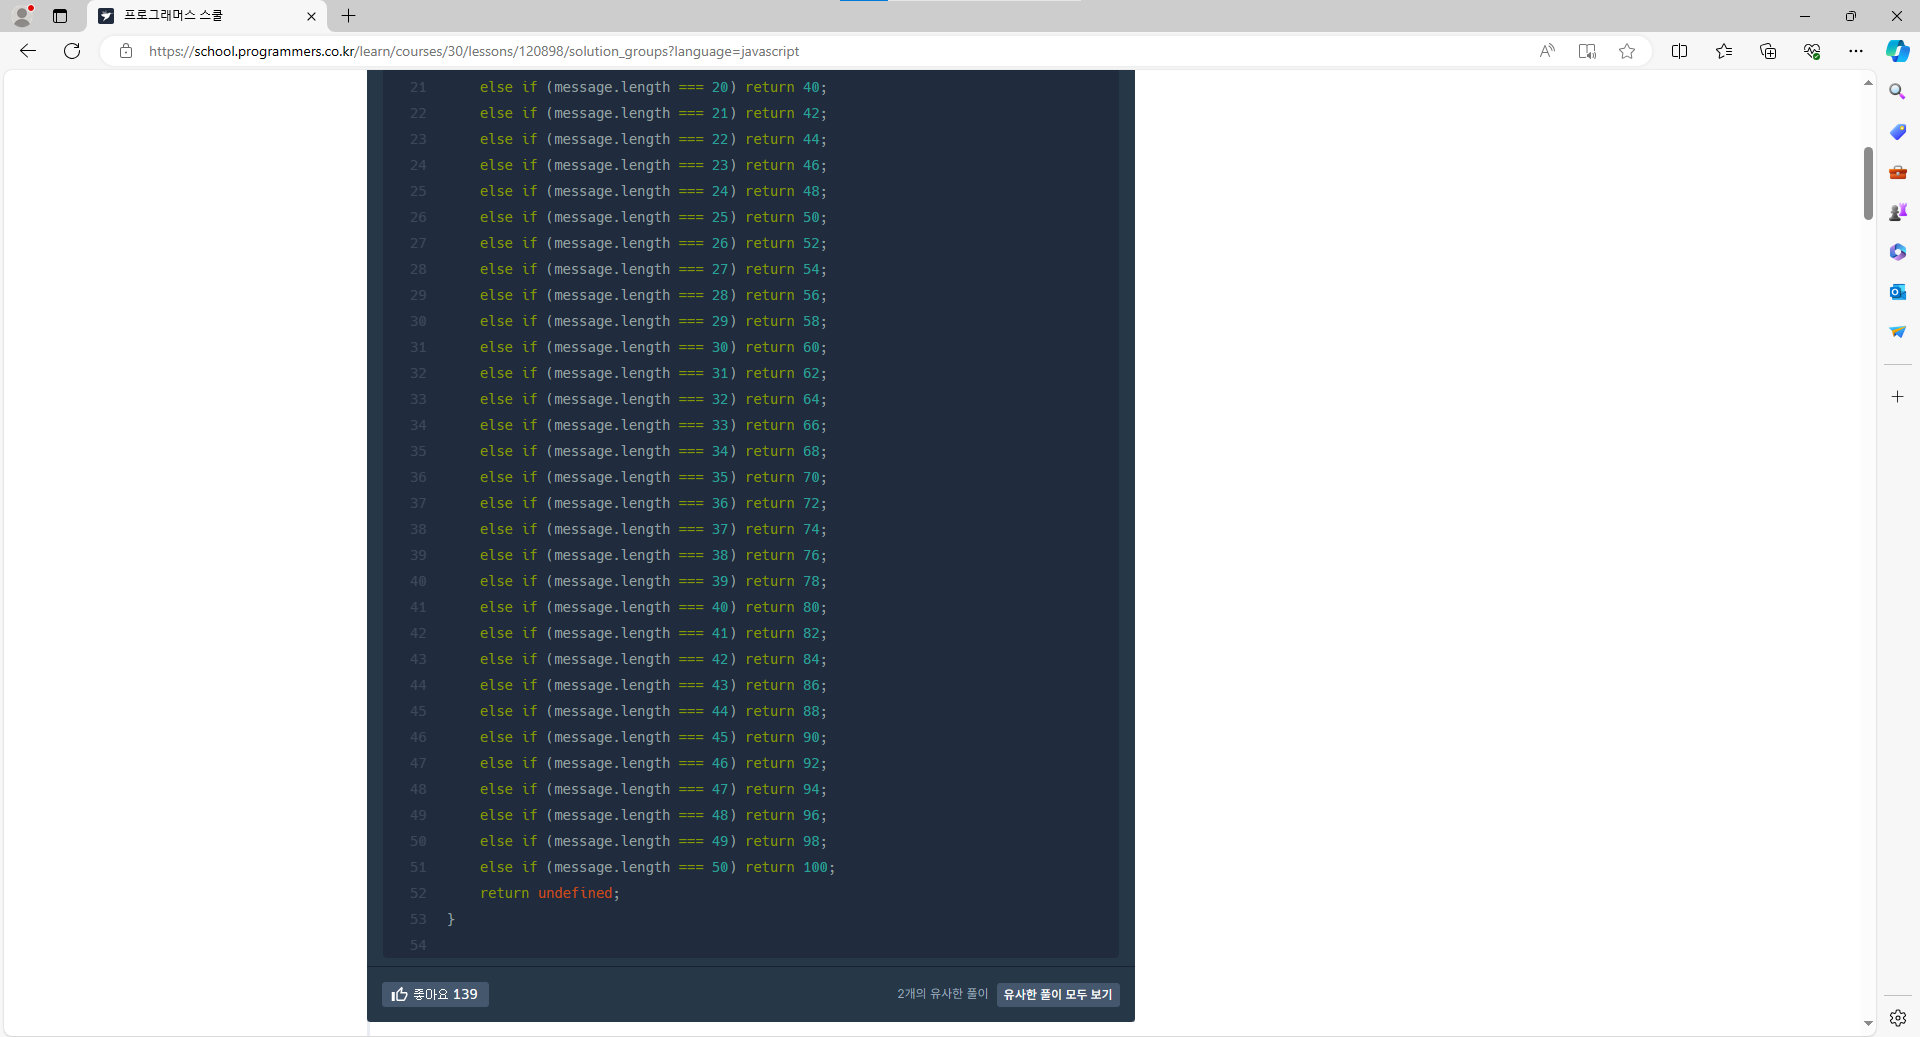 프로그래머스 스쿨
https://school.programmers.co.kr/learn/courses/30/lessons/120898/solution_groups?language=javascript
21 else if (message.length === 20) return 40;
22 else if (message.length === 21) return 42;
23 else if (message.length === 22) return 44;
24 else if (message.length === 23) return 46;
25 else if (message.length === 24) return 48;
26 else if (message.length === 25) return 50;
27 else if (message.length === 26) return 52;
28 else if (message.length === 27) return 54;
29 else if (message.length === 28) return 56;
30 else if (message.length === 29) return 58;
31 else if (message.length === 30) return 60;
32 else if (message.length === 31) return 62;
33 else if (message.length === 32) return 64;
34 else if (message.length === 33) return 66;
35 else if (message.length === 34) return 68;
36 else if (message.length === 35) return 70;
37 else if (message.length === 36) return 72;
38 else if (message.length === 37) return 74;
39 else if (message.length === 38) return 76;
40 else if (message.length === 39) return 78;
41 else if (message.length === 40) return 80;
42 else if (message.length === 41) return 82;
43 else if (message.length === 42) return 84;
44 else if (message.length === 43) return 86;
45 else if (message.length === 44) return 88;
46 else if (message.length === 45) return 90;
47 else if (message.length === 46) return 92;
48 else if (message.length === 47) return 94;
49 else if (message.length === 48) return 96;
50 else if (message.length === 49) return 98;
51 else if (message.length === 50) return 100;
52 return undefined;
53 }
54
좋아요 139 2개의 유사한 풀이 유사한 풀이 모두 보기